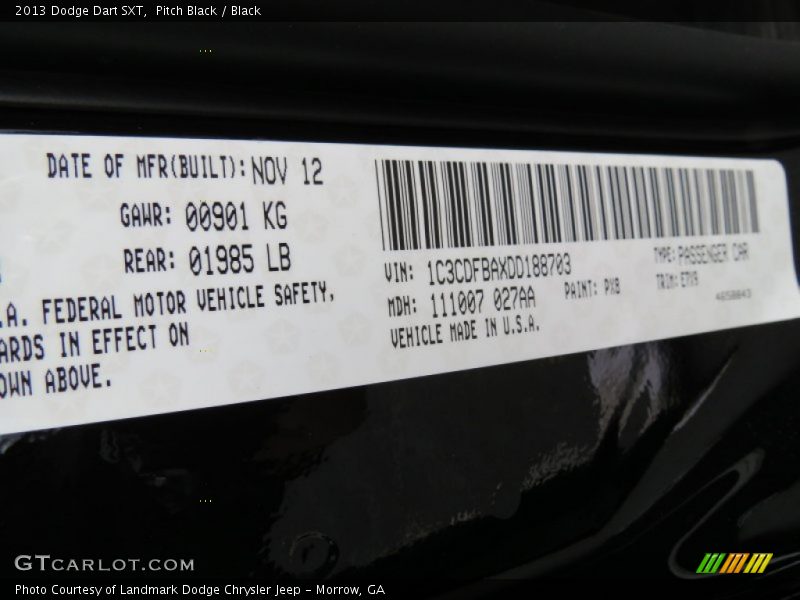 2013 Dodge Dart SXT,  Pitch Black / Black
DATE OF MFR(BUILT): NOV 12
GAWR: 00901 KG
REAR: 01985 LB
.A. FEDERAL MOTOR VEHICLE SAFETY,
ARDS IN EFFECT ON
OWN ABOVE.
VIN: 1C3CDFBAXDD188703
TYPE: PASSENGER CAR
MDH: 111007 027AA
PAINT: PX8
TRIM: E7X9
VEHICLE MADE IN U.S.A.
GTCARLOT.COM
Photo Courtesy of Landmark Dodge Chrysler Jeep - Morrow, GA